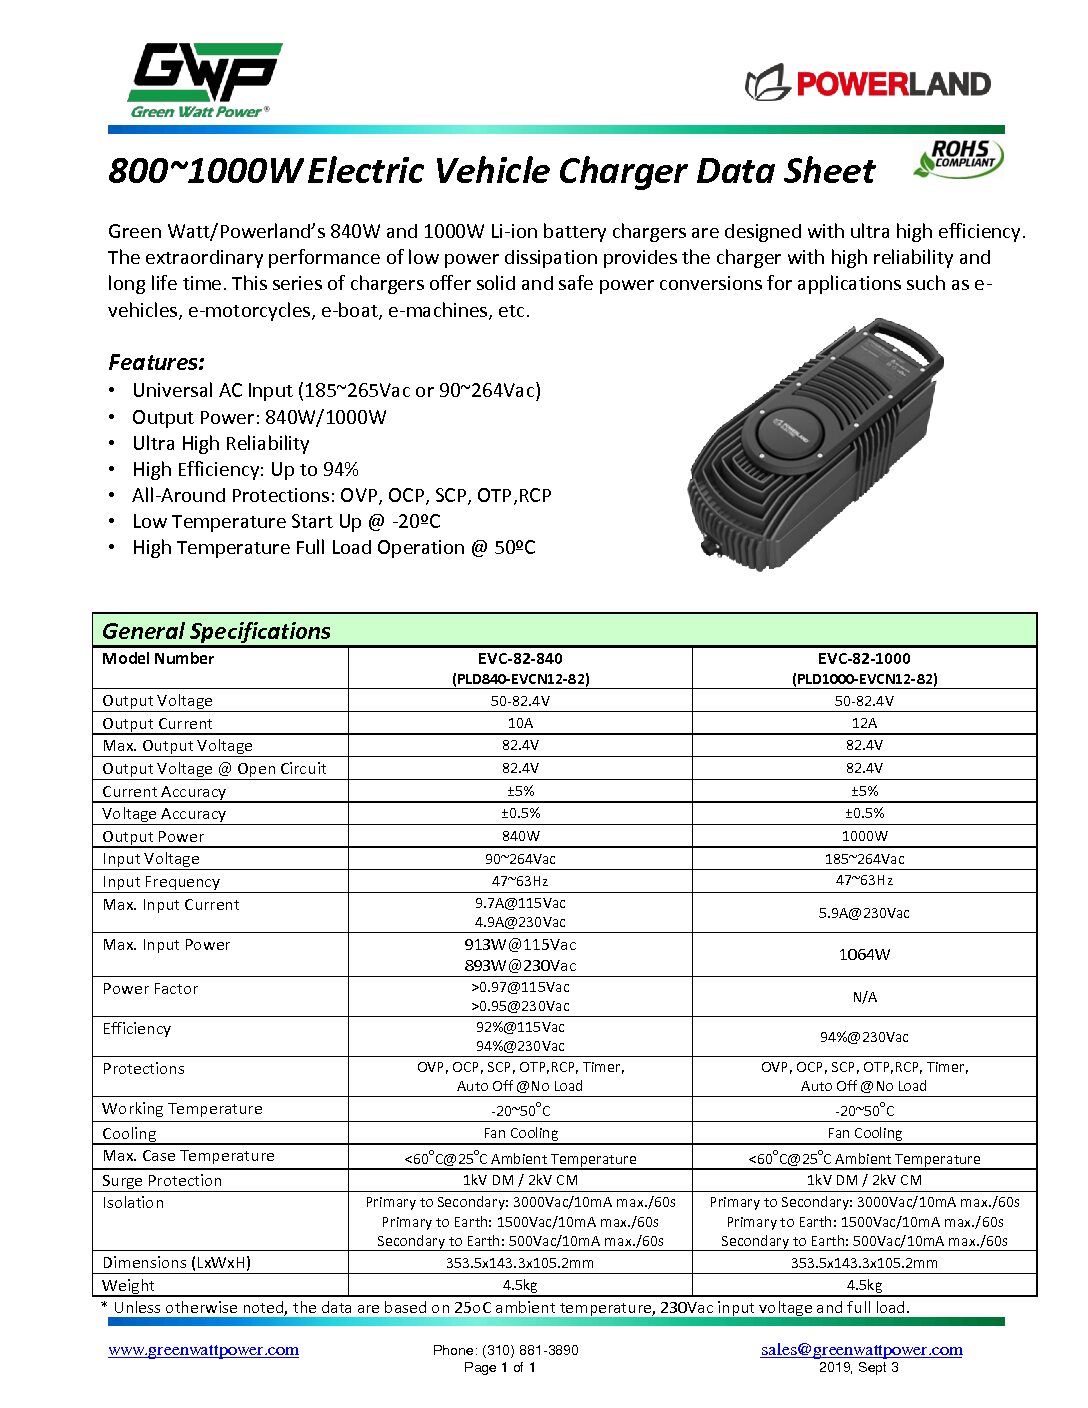 GWP
Green Watt Power®
POWERLAND
800~1000W Electric Vehicle Charger Data Sheet
ROHS
COMPLIANT
Green Watt/Powerland’s 840W and 1000W Li-ion battery chargers are designed with ultra high efficiency.
The extraordinary performance of low power dissipation provides the charger with high reliability and
long life time. This series of chargers offer solid and safe power conversions for applications such as e-
vehicles, e-motorcycles, e-boat, e-machines, etc.
Features:
• Universal AC Input (185~265Vac or 90~264Vac)
• Output Power: 840W/1000W
• Ultra High Reliability
• High Efficiency: Up to 94%
• All-Around Protections: OVP, OCP, SCP, OTP,RCP
• Low Temperature Start Up @ -20ºC
• High Temperature Full Load Operation @ 50ºC
POWERLAND
General Specifications
Model Number EVC-82-840 EVC-82-1000
(PLD840-EVCN12-82) (PLD1000-EVCN12-82)
Output Voltage 50-82.4V 50-82.4V
Output Current 10A 12A
Max. Output Voltage 82.4V 82.4V
Output Voltage @ Open Circuit 82.4V 82.4V
Current Accuracy ±5% ±5%
Voltage Accuracy ±0.5% ±0.5%
Output Power 840W 1000W
Input Voltage 90~264Vac 185~264Vac
Input Frequency 47~63Hz 47~63Hz
Max. Input Current 9.7A@115Vac
4.9A@230Vac 5.9A@230Vac
Max. Input Power 913W@115Vac
893W@230Vac 1064W
Power Factor >0.97@115Vac
>0.95@230Vac N/A
Efficiency 92%@115Vac
94%@230Vac 94%@230Vac
Protections OVP, OCP, SCP, OTP,RCP, Timer, OVP, OCP, SCP, OTP,RCP, Timer,
Auto Off @No Load Auto Off @No Load
Working Temperature -20~50°C -20~50°C
Cooling Fan Cooling Fan Cooling
Max. Case Temperature <60°C@25°C Ambient Temperature <60°C@25°C Ambient Temperature
Surge Protection 1kV DM / 2kV CM 1kV DM / 2kV CM
Isolation Primary to Secondary: 3000Vac/10mA max./60s Primary to Secondary: 3000Vac/10mA max./60s
Primary to Earth: 1500Vac/10mA max./60s Primary to Earth: 1500Vac/10mA max./60s
Secondary to Earth: 500Vac/10mA max./60s Secondary to Earth: 500Vac/10mA max./60s
Dimensions (LxWxH) 353.5x143.3x105.2mm 353.5x143.3x105.2mm
Weight 4.5kg 4.5kg
* Unless otherwise noted, the data are based on 25oC ambient temperature, 230Vac input voltage and full load.
www.greenwattpower.com Phone: (310) 881-3890 sales@greenwattpower.com
Page 1 of 1 2019, Sept 3